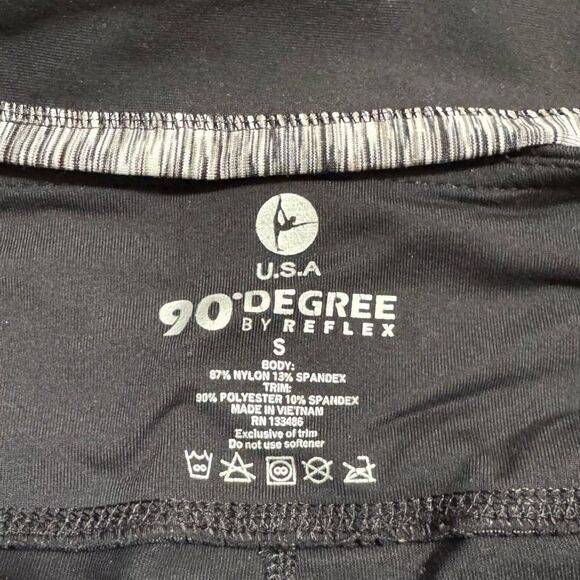 U.S.A
90° DEGREE
BY REFLEX
S
BODY:
87% NYLON 13% SPANDEX
TRIM:
90% POLYESTER 10% SPANDEX
MADE IN VIETNAM
RN 133486
Exclusive of trim
Do not use softener